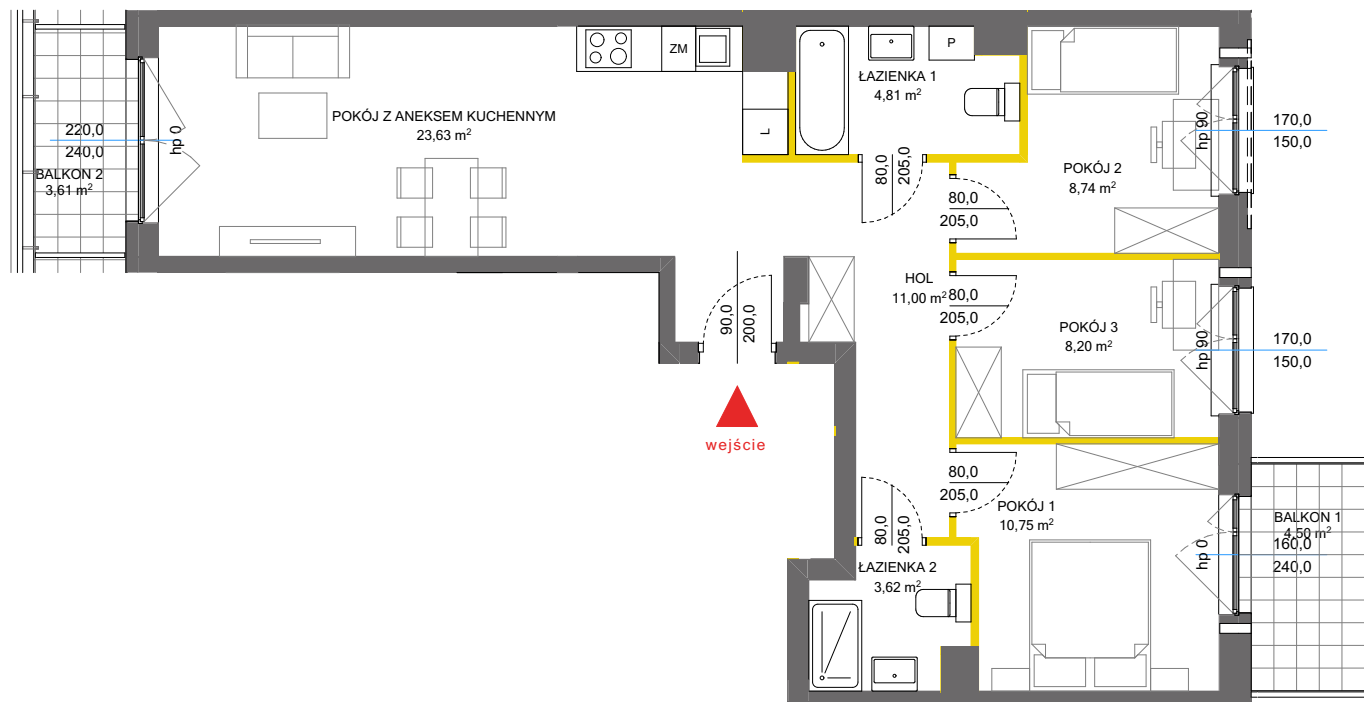 ZM
P
L
ŁAZIENKA 1
4,81 m²
POKÓJ Z ANEKSEM KUCHENNYM
23,63 m²
220,0
240,0
hp 0
BALKON 2
3,61 m²
80,0
205,0
POKÓJ 2
8,74 m²
hp 90
170,0
150,0
80,0
205,0
HOL
11,00 m²
80,0
205,0
POKÓJ 3
8,20 m²
hp 90
170,0
150,0
90,0
200,0
wejście
80,0
205,0
POKÓJ 1
10,75 m²
hp 0
BALKON 1
4,50 m²
160,0
240,0
80,0
205,0
ŁAZIENKA 2
3,62 m²